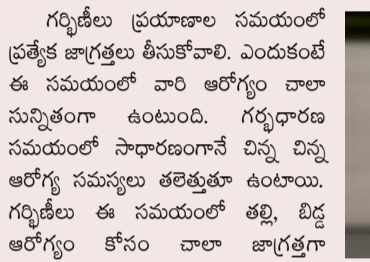 గర్భిణీలు ప్రయాణాల సమయంలో
ప్రత్యేక జాగ్రత్తలు తీసుకోవాలి. ఎందుకంటే
ఈ సమయంలో వారి ఆరోగ్యం చాలా
సున్నితంగా ఉంటుంది. గర్భధారణ
సమయంలో సాధారణంగానే చిన్న చిన్న
ఆరోగ్య సమస్యలు తలెత్తుతూ ఉంటాయి.
గర్భిణీలు ఈ సమయంలో తల్లి, బిడ్డ
ఆరోగ్యం కోసం చాలా జాగ్రత్తగా